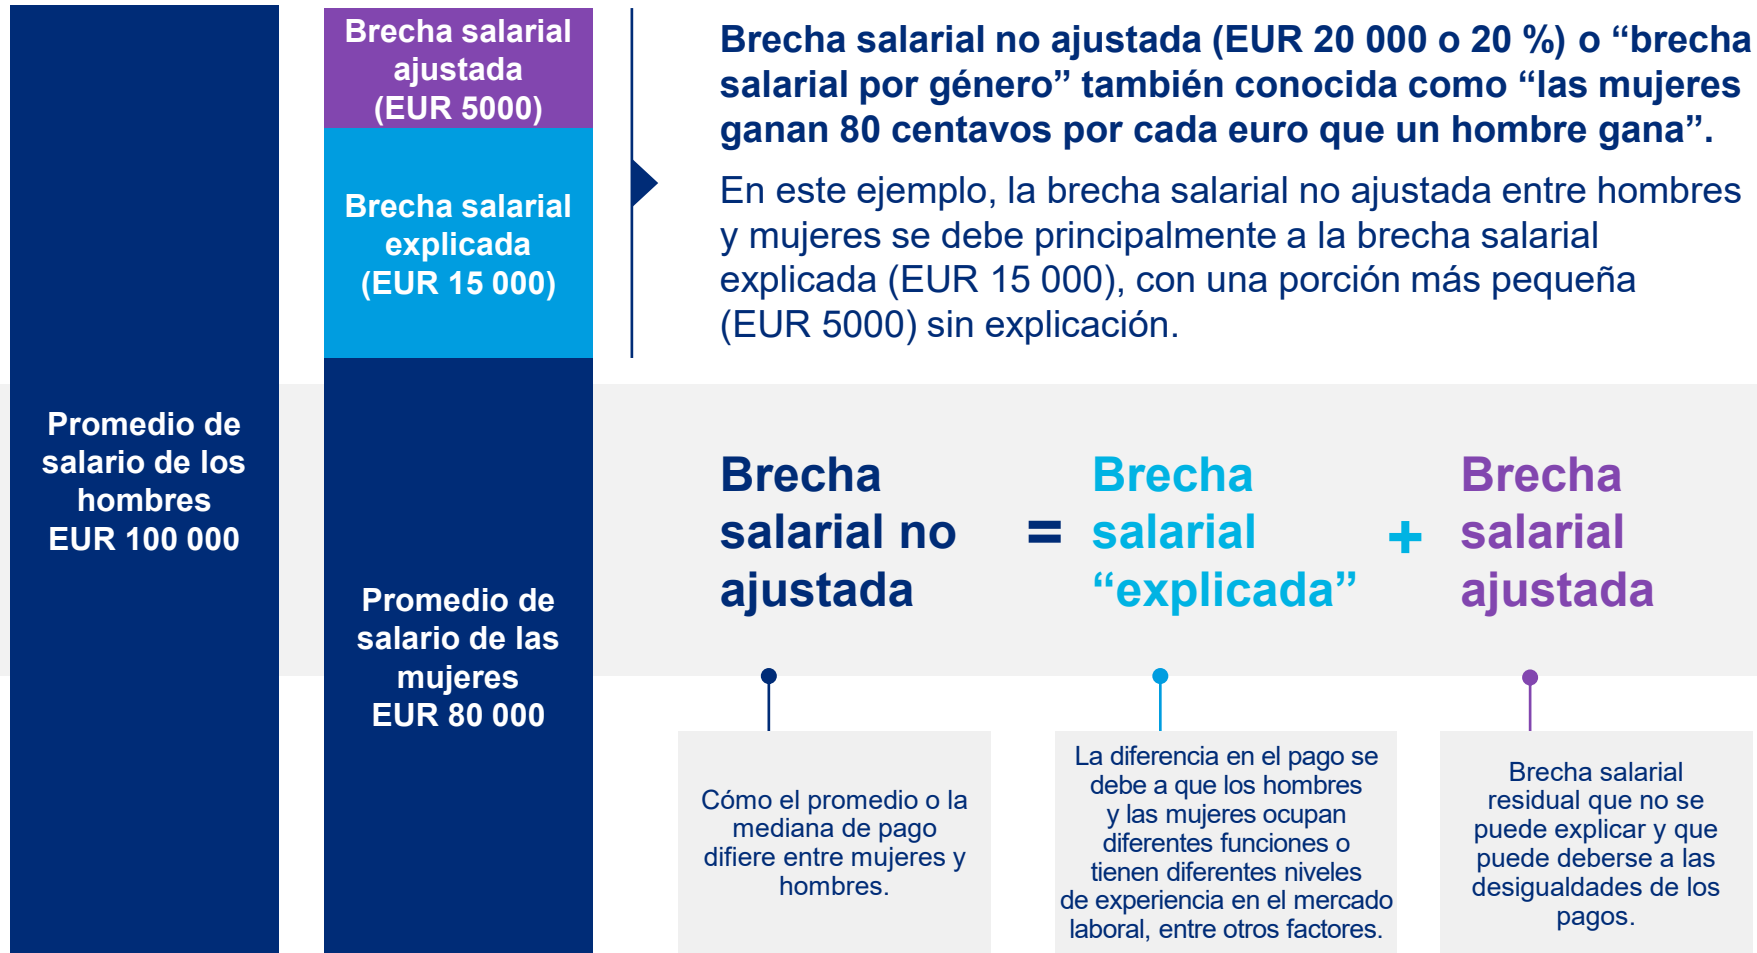 Promedio de
salario de los
hombres
EUR 100 000
Brecha salarial
ajustada
(EUR 5000)
Brecha salarial
explicada
(EUR 15 000)
Promedio de
salario de las
mujeres
EUR 80 000
Brecha salarial no ajustada (EUR 20 000 o 20 %) o “brecha
salarial por género” también conocida como “las mujeres
ganan 80 centavos por cada euro que un hombre gana”.
En este ejemplo, la brecha salarial no ajustada entre hombres
y mujeres se debe principalmente a la brecha salarial
explicada (EUR 15 000), con una porción más pequeña
(EUR 5000) sin explicación.
Brecha
salarial no
ajustada
=
Brecha
salarial
“explicada”
+
Brecha
salarial
ajustada
Cómo el promedio o la
mediana de pago
difiere entre mujeres y
hombres.
La diferencia en el pago se
debe a que los hombres
y las mujeres ocupan
diferentes funciones o
tienen diferentes niveles
de experiencia en el mercado
laboral, entre otros factores.
Brecha salarial
residual que no se
puede explicar y que
puede deberse a las
desigualdades de los
pagos.